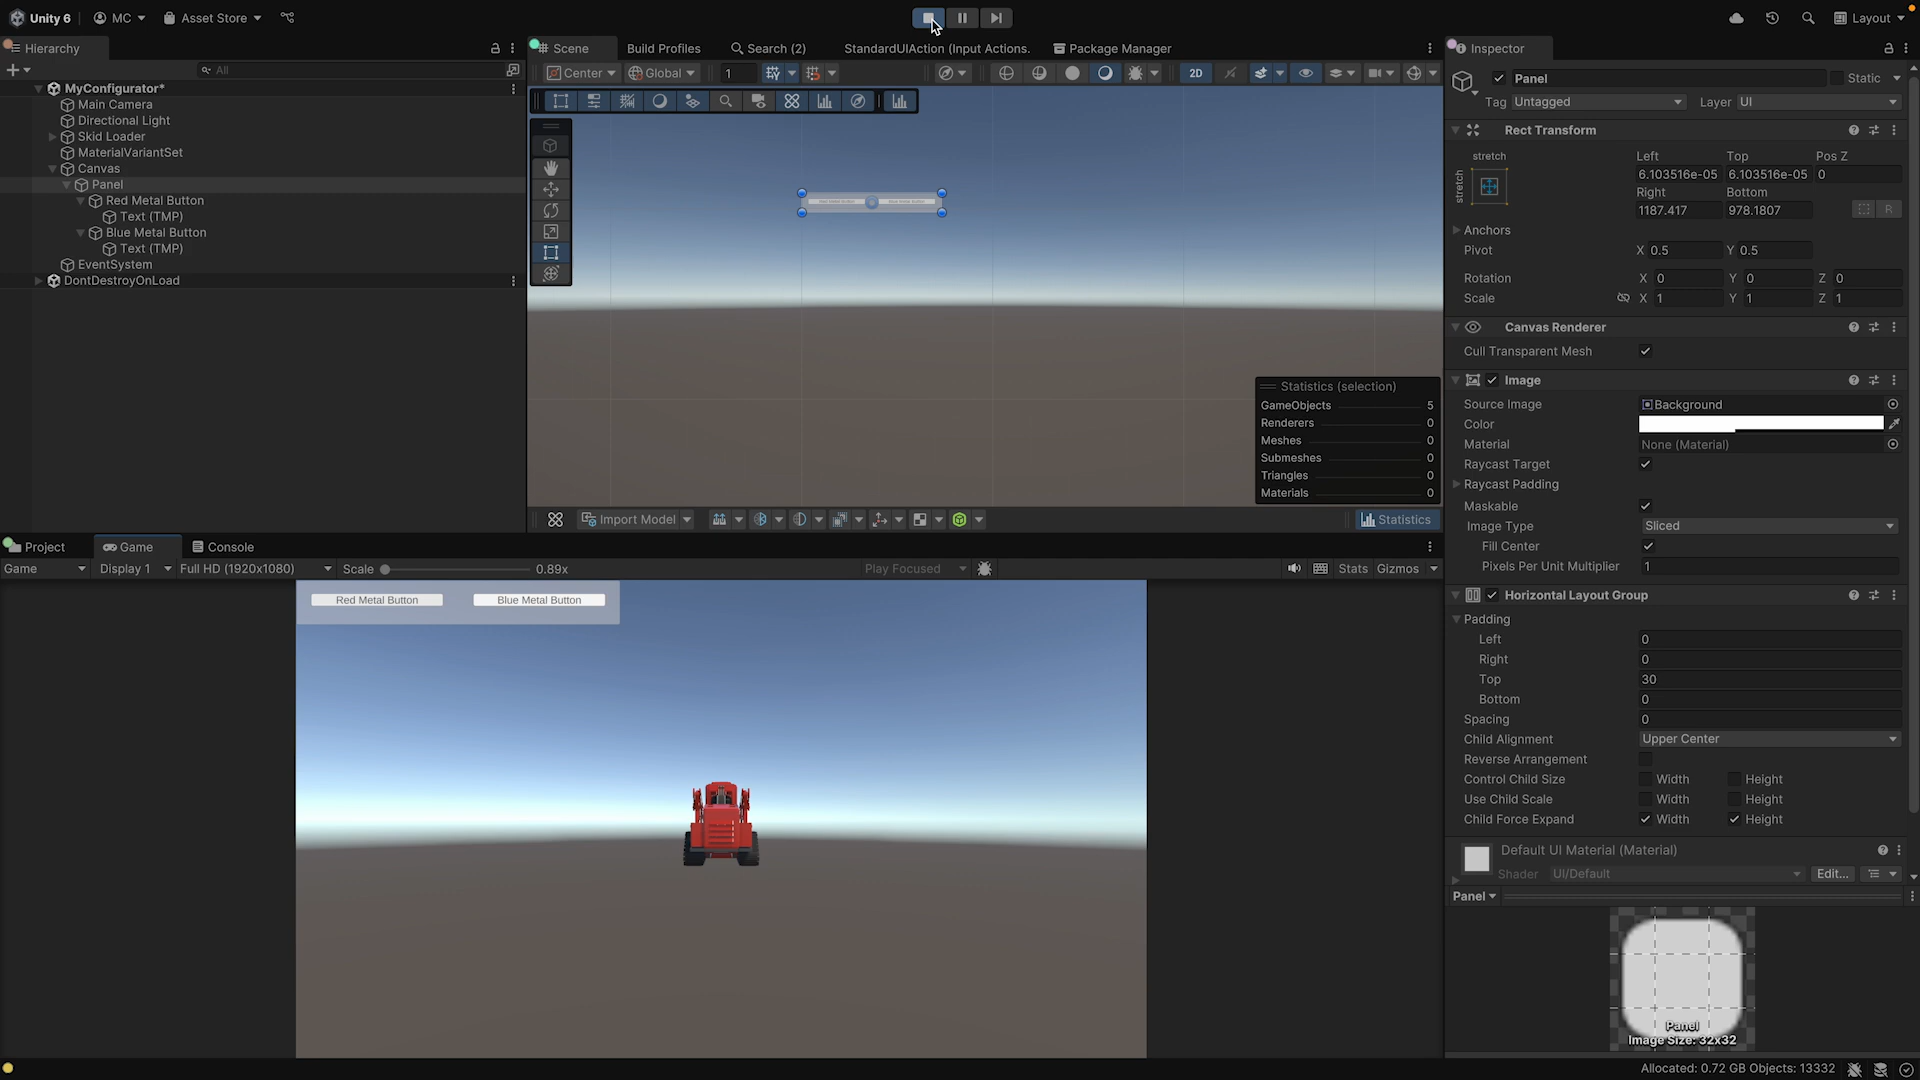 Unity 6
MC
Asset Store
Layout
Hierarchy
All
MyConfigurator*
Main Camera
Directional Light
Skid Loader
MaterialVariantSet
Canvas
Panel
Red Metal Button
Text (TMP)
Blue Metal Button
Text (TMP)
EventSystem
DontDestroyOnLoad
Scene
Build Profiles
Search (2)
StandardUIAction (Input Actions.
Package Manager
Center
Global
1
2D
Red Metal Button
Blue Metal Button
Statistics (selection)
GameObjects 5
Renderers 0
Meshes 0
Submeshes 0
Triangles 0
Materials 0
Import Model
Statistics
Project
Game
Console
Game
Display 1
Full HD (1920x1080)
Scale
0.89x
Play Focused
Stats
Gizmos
Red Metal Button
Blue Metal Button
Inspector
Panel
Static
Tag Untagged
Layer UI
Rect Transform
stretch
stretch
Left Top Pos Z
6.103516e-05 6.103516e-05 0
Right Bottom
1187.417 978.1807
R
Anchors
Pivot X 0.5 Y 0.5
Rotation X 0 Y 0 Z 0
Scale X 1 Y 1 Z 1
Canvas Renderer
Cull Transparent Mesh
Image
Source Image Background
Color
Material None (Material)
Raycast Target
Raycast Padding
Maskable
Image Type Sliced
Fill Center
Pixels Per Unit Multiplier 1
Horizontal Layout Group
Padding
Left 0
Right 0
Top 30
Bottom 0
Spacing 0
Child Alignment Upper Center
Reverse Arrangement
Control Child Size Width Height
Use Child Scale Width Height
Child Force Expand Width Height
Default UI Material (Material)
Shader UI/Default Edit...
Panel
Panel
Image Size: 32x32
Allocated: 0.72 GB Objects: 13332